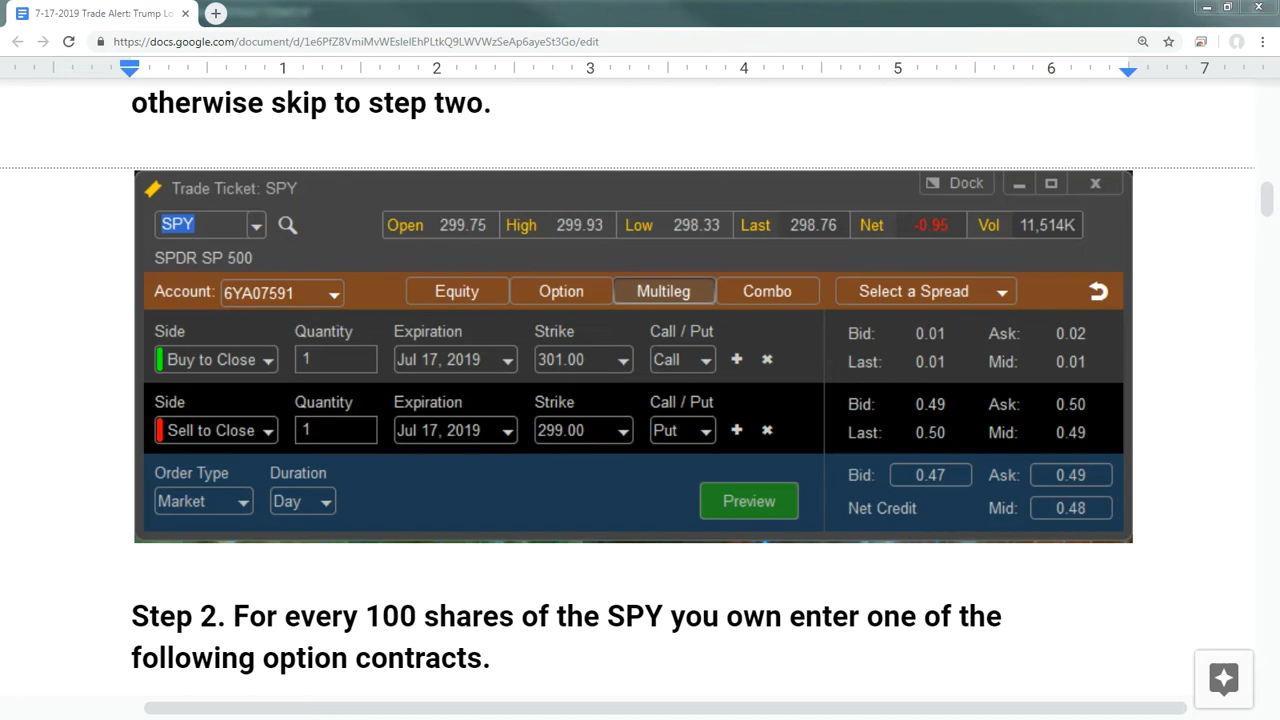 7-17-2019 Trade Alert: Trump Lo
https://docs.google.com/document/d/1e6PfZ8VmiMvWEsleIEhPLtkQ9LWVWzSeAp6ayeSt3Go/edit
1 2 3 4 5 6 7
otherwise skip to step two.
Trade Ticket: SPY Dock
SPY Open 299.75 High 299.93 Low 298.33 Last 298.76 Net -0.95 Vol 11,514K
SPDR SP 500
Account: 6YA07591 Equity Option Multileg Combo Select a Spread
Side Quantity Expiration Strike Call / Put Bid: 0.01 Ask: 0.02
Buy to Close 1 Jul 17, 2019 301.00 Call Last: 0.01 Mid: 0.01
Side Quantity Expiration Strike Call / Put Bid: 0.49 Ask: 0.50
Sell to Close 1 Jul 17, 2019 299.00 Put Last: 0.50 Mid: 0.49
Order Type Duration Bid: 0.47 Ask: 0.49
Market Day Preview Net Credit Mid: 0.48
Step 2. For every 100 shares of the SPY you own enter one of the
following option contracts.